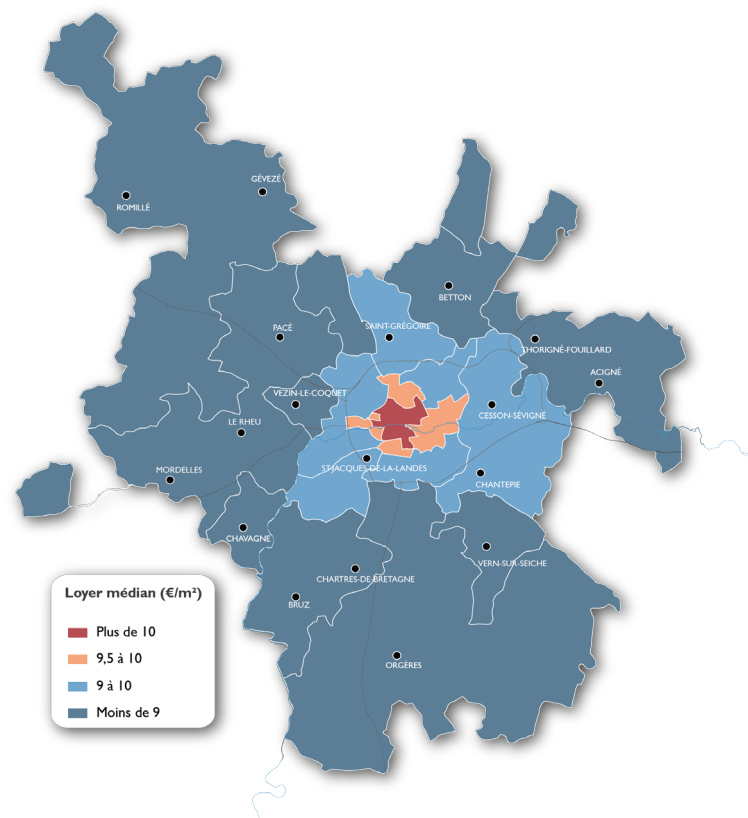 GÉVEZÉ
ROMILLÉ
BETTON
PACÉ
SAINT-GRÉGOIRE
THORIGNÉ-FOUILLARD
ACIGNÉ
VEZIN-LE-COQUET
CESSON-SÉVIGNÉ
LE RHEU
MORDELLES
ST-JACQUES-DE-LA-LANDES
CHANTEPIE
CHAVAGNE
VERN-SUR-SEICHE
CHARTRES-DE-BRETAGNE
BRUZ
ORGÈRES
Loyer médian (€/m²)
Plus de 10
9,5 à 10
9 à 10
Moins de 9